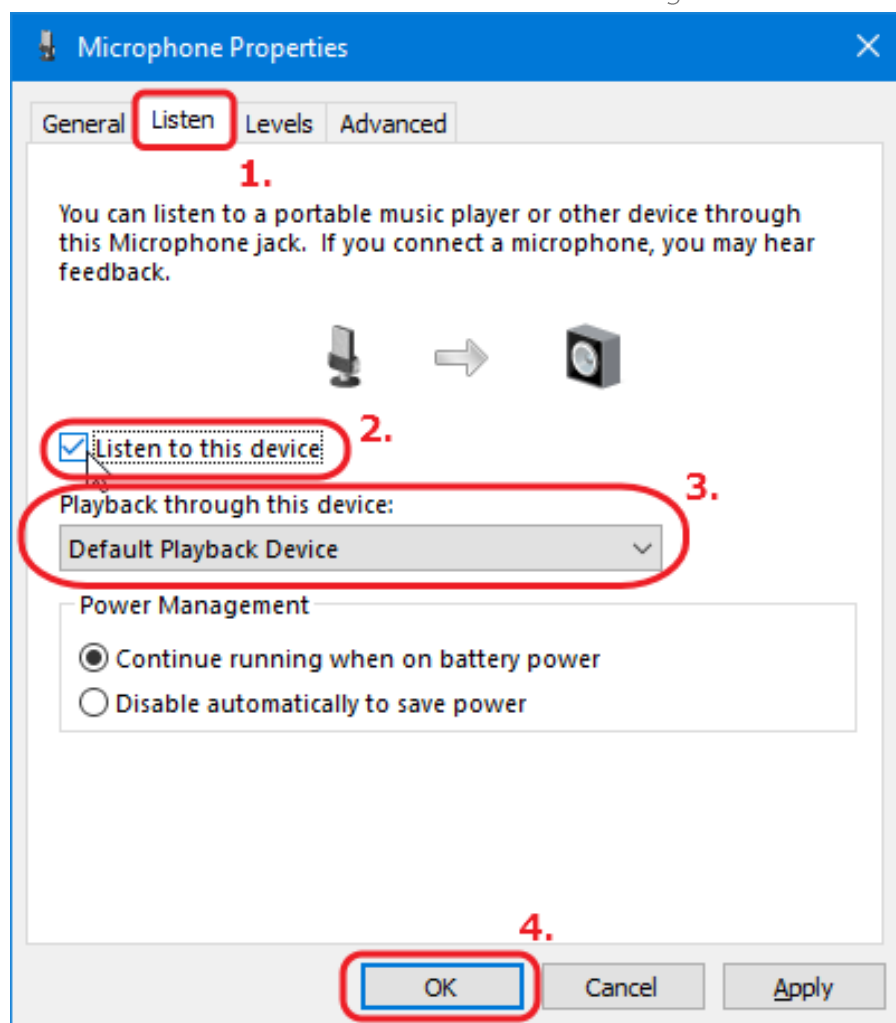 Microphone Properties
General Listen Levels Advanced
1.
You can listen to a portable music player or other device through
this Microphone jack. If you connect a microphone, you may hear
feedback.
Listen to this device
2.
Playback through this device:
3.
Default Playback Device
Power Management
Continue running when on battery power
Disable automatically to save power
4.
OK Cancel Apply